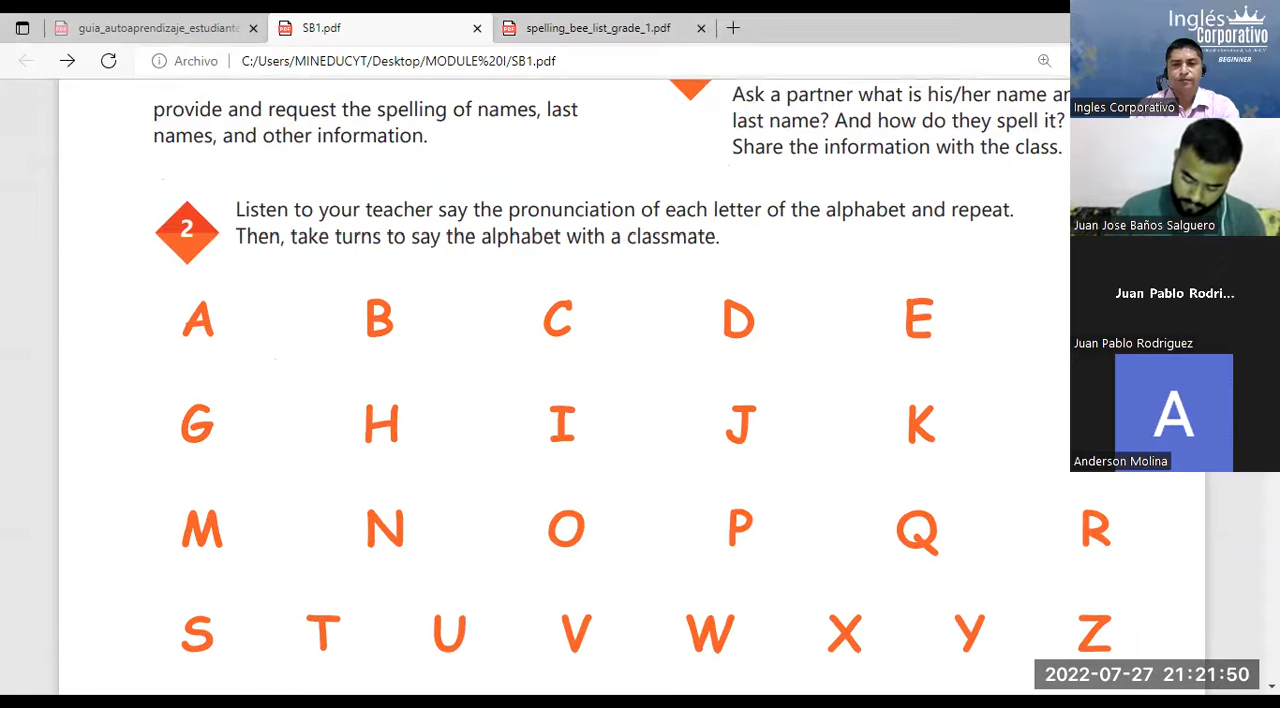 guia_autoaprendizaje_estudiante
SB1.pdf
spelling_bee_list_grade_1.pdf
Archivo
C:/Users/MINEDUCYT/Desktop/MODULE%20I/SB1.pdf
provide and request the spelling of names, last
names, and other information.
Ask a partner what is his/her name an
last name? And how do they spell it?
Share the information with the class.
2
Listen to your teacher say the pronunciation of each letter of the alphabet and repeat.
Then, take turns to say the alphabet with a classmate.
A B C D E
G H I J K
M N O P Q R
S T U V W X Y Z
Inglés
Corporativo
BEGINNER
Ingles Corporativo
Juan Jose Baños Salguero
Juan Pablo Rodri...
Juan Pablo Rodriguez
A
Anderson Molina
2022-07-27 21:21:50